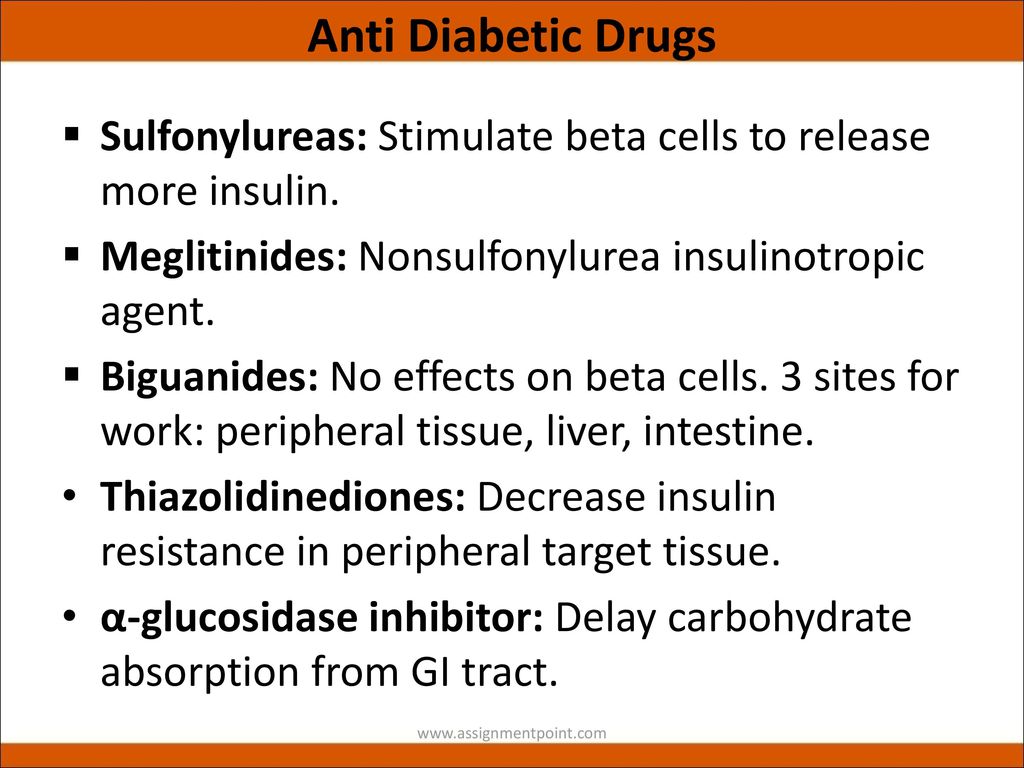 Anti Diabetic Drugs
▪ Sulfonylureas: Stimulate beta cells to release
more insulin.
▪ Meglitinides: Nonsulfonylurea insulinotropic
agent.
▪ Biguanides: No effects on beta cells. 3 sites for
work: peripheral tissue, liver, intestine.
• Thiazolidinediones: Decrease insulin
resistance in peripheral target tissue.
• α-glucosidase inhibitor: Delay carbohydrate
absorption from GI tract.
www.assignmentpoint.com